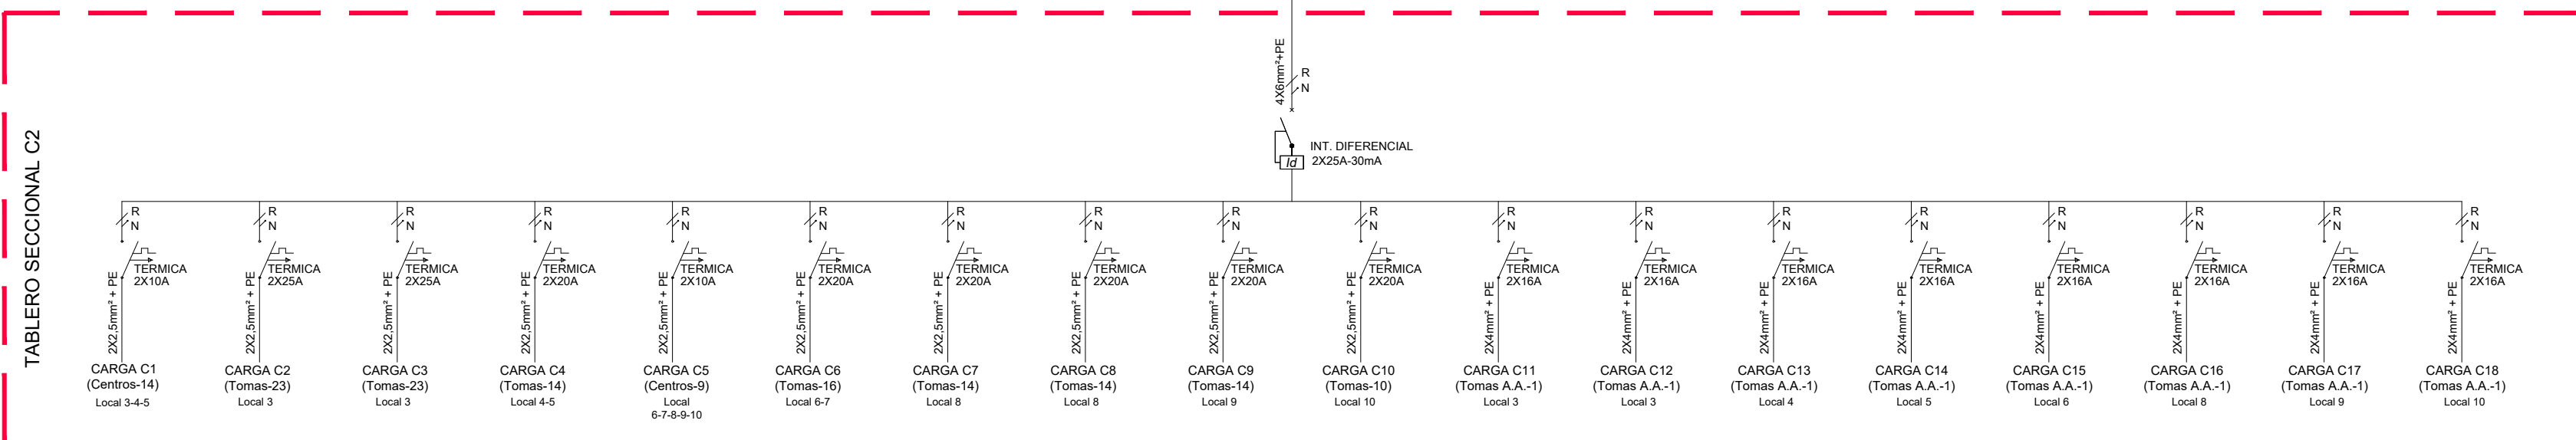 TABLERO SECCIONAL C2
4X6mm²+PE
R
N
INT. DIFERENCIAL
Id
2X25A-30mA
R
N
TERMICA
2X10A
2X2,5mm² + PE
CARGA C1
(Centros-14)
Local 3-4-5
R
N
TERMICA
2X25A
2X2,5mm² + PE
CARGA C2
(Tomas-23)
Local 3
R
N
TERMICA
2X25A
2X2,5mm² + PE
CARGA C3
(Tomas-23)
Local 3
R
N
TERMICA
2X20A
2X2,5mm² + PE
CARGA C4
(Tomas-14)
Local 4-5
R
N
TERMICA
2X10A
2X2,5mm² + PE
CARGA C5
(Centros-9)
Local
6-7-8-9-10
R
N
TERMICA
2X20A
2X2,5mm² + PE
CARGA C6
(Tomas-16)
Local 6-7
R
N
TERMICA
2X20A
2X2,5mm² + PE
CARGA C7
(Tomas-14)
Local 8
R
N
TERMICA
2X20A
2X2,5mm² + PE
CARGA C8
(Tomas-14)
Local 8
R
N
TERMICA
2X20A
2X2,5mm² + PE
CARGA C9
(Tomas-14)
Local 9
R
N
TERMICA
2X20A
2X2,5mm² + PE
CARGA C10
(Tomas-10)
Local 10
R
N
TERMICA
2X16A
2X4mm² + PE
CARGA C11
(Tomas A.A.-1)
Local 3
R
N
TERMICA
2X16A
2X4mm² + PE
CARGA C12
(Tomas A.A.-1)
Local 3
R
N
TERMICA
2X16A
2X4mm² + PE
CARGA C13
(Tomas A.A.-1)
Local 4
R
N
TERMICA
2X16A
2X4mm² + PE
CARGA C14
(Tomas A.A.-1)
Local 5
R
N
TERMICA
2X16A
2X4mm² + PE
CARGA C15
(Tomas A.A.-1)
Local 6
R
N
TERMICA
2X16A
2X4mm² + PE
CARGA C16
(Tomas A.A.-1)
Local 8
R
N
TERMICA
2X16A
2X4mm² + PE
CARGA C17
(Tomas A.A.-1)
Local 9
R
N
TERMICA
2X16A
2X4mm² + PE
CARGA C18
(Tomas A.A.-1)
Local 10